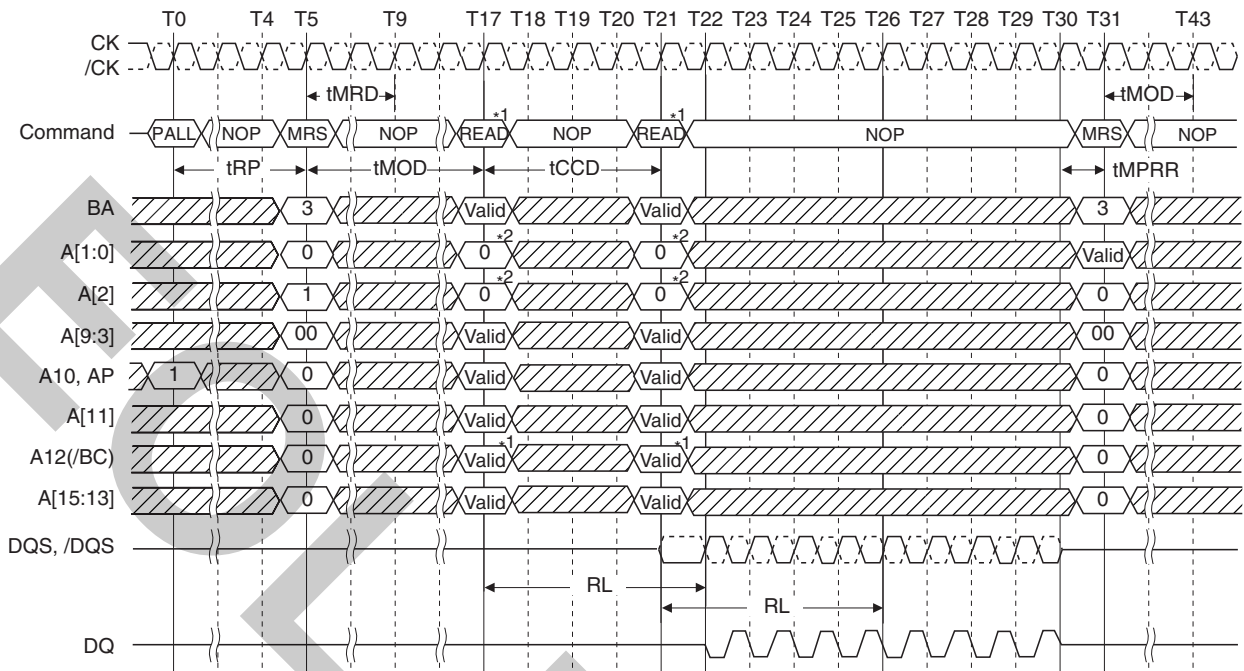 T0 T4 T5 T9 T17 T18 T19 T20 T21 T22 T23 T24 T25 T26 T27 T28 T29 T30 T31 T43
CK
/CK
tMRD tMOD
Command PALL NOP MRS NOP READ *1 NOP READ *1 NOP MRS NOP
tRP tMOD tCCD tMPRR
BA 3 Valid Valid 3
A[1:0] 0 0 *2 0 *2 Valid
A[2] 1 0 *2 0 *2 0
A[9:3] 00 Valid Valid 00
A10, AP 1 0 Valid Valid 0
A[11] 0 Valid Valid 0
A12(/BC) 0 Valid *1 Valid *1 0
A[15:13] 0 Valid Valid 0
DQS, /DQS
RL
RL
DQ